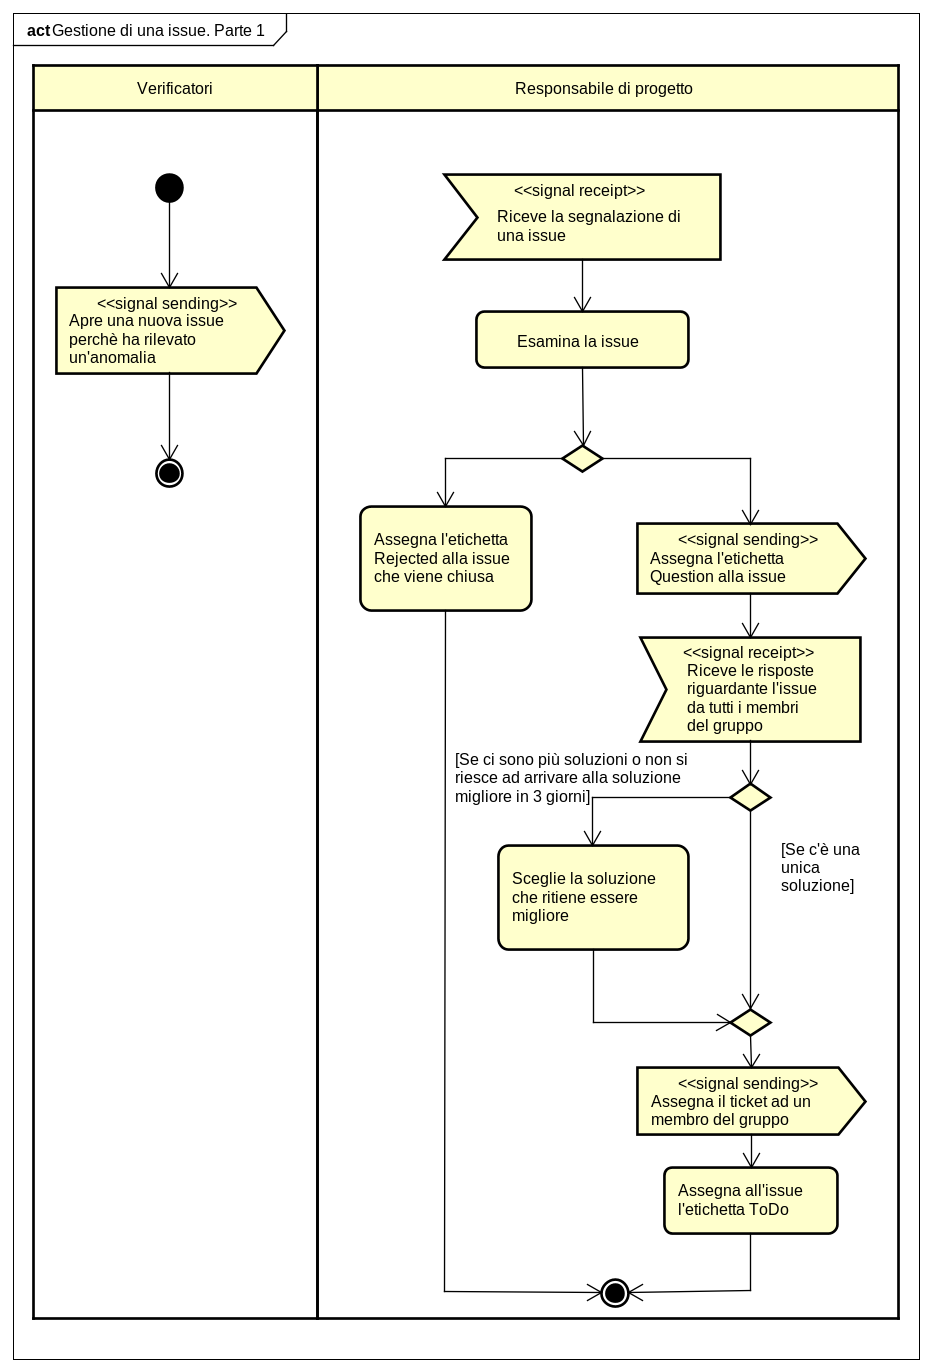 act Gestione di una issue. Parte 1
Verificatori
Responsabile di progetto
<<signal sending>>
Apre una nuova issue
perchè ha rilevato
un'anomalia
<<signal receipt>>
Riceve la segnalazione di
una issue
Esamina la issue
Assegna l'etichetta
Rejected alla issue
che viene chiusa
<<signal sending>>
Assegna l'etichetta
Question alla issue
<<signal receipt>>
Riceve le risposte
riguardante l'issue
da tutti i membri
del gruppo
[Se ci sono più soluzioni o non si
riesce ad arrivare alla soluzione
migliore in 3 giorni]
[Se c'è una
unica
soluzione]
Sceglie la soluzione
che ritiene essere
migliore
<<signal sending>>
Assegna il ticket ad un
membro del gruppo
Assegna all'issue
l'etichetta ToDo